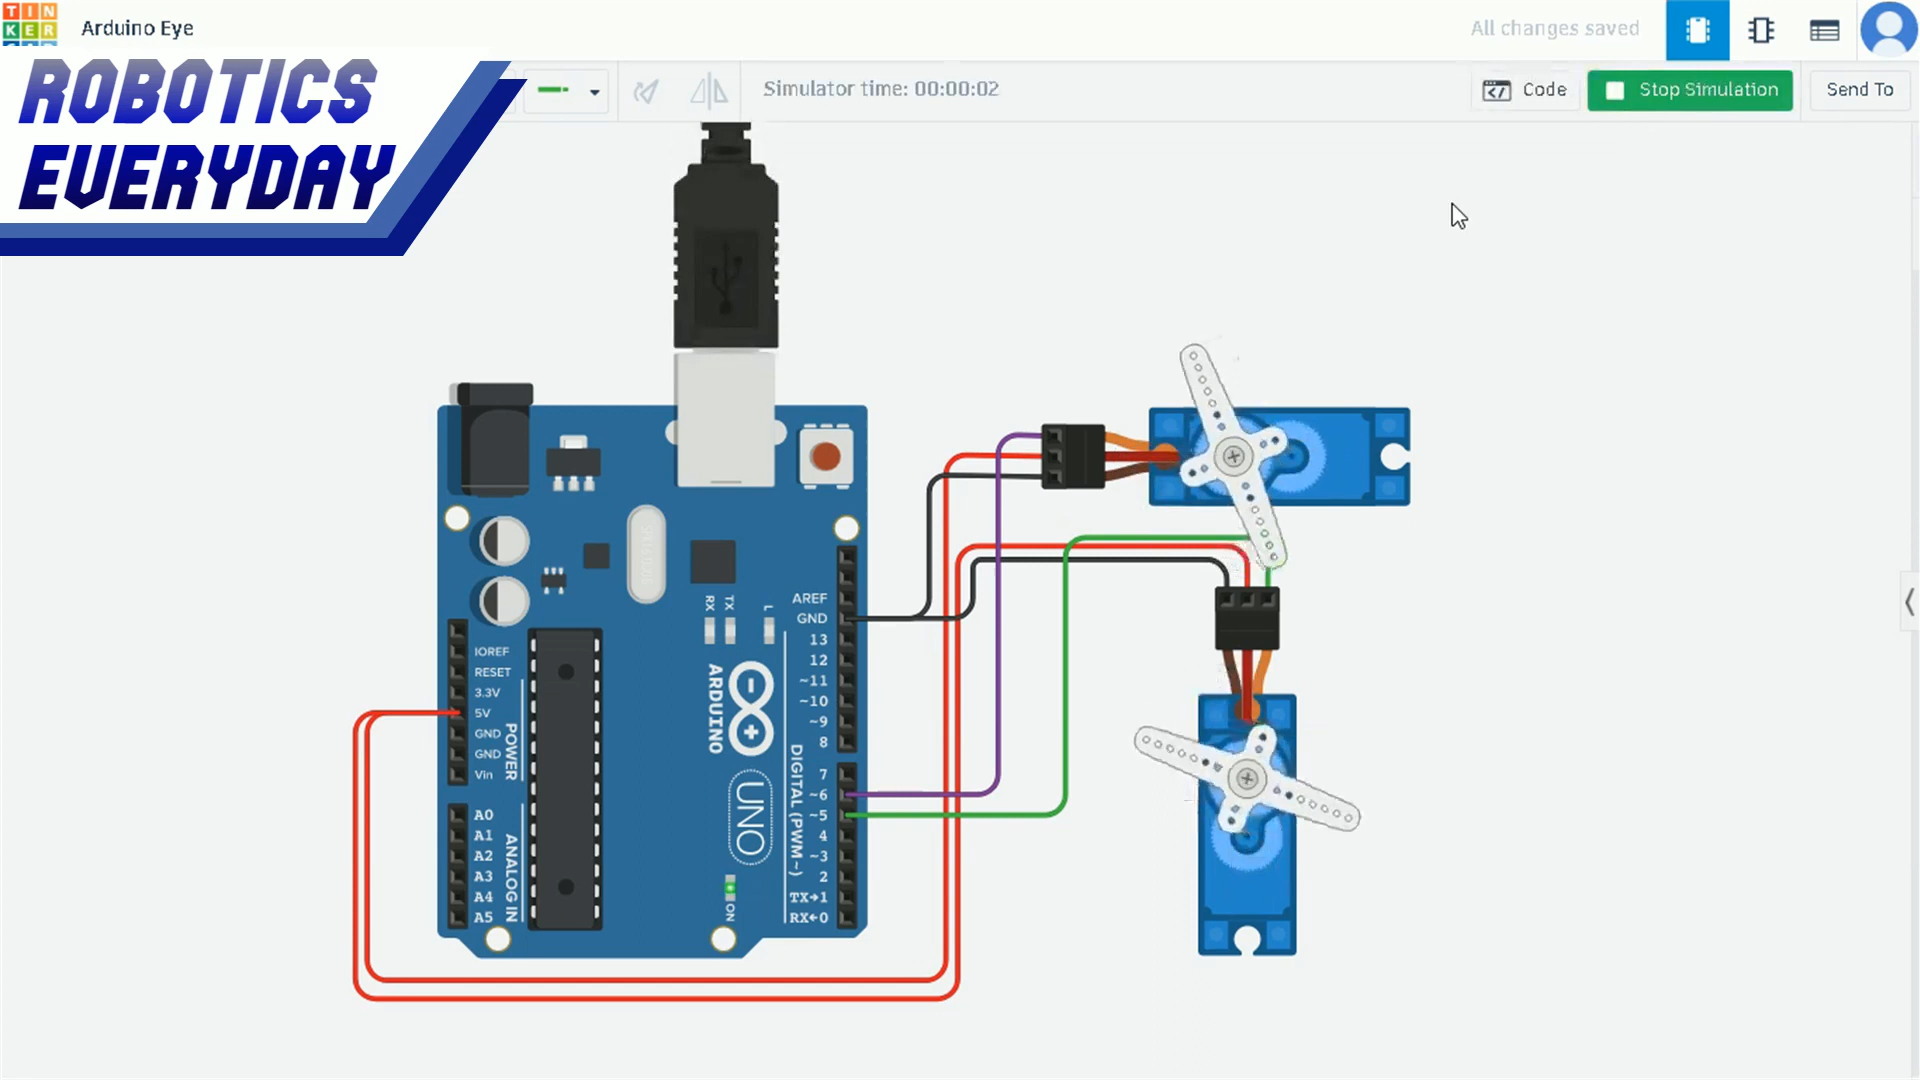 TIN
KER
CAD
Arduino Eye
All changes saved
ROBOTICS
EVERYDAY
Simulator time: 00:00:02
Code
Stop Simulation
Send To
RX
TX
L
AREF
GND
13
12
~11
~10
~9
8
7
~6
~5
4
~3
2
TX→1
RX←0
DIGITAL (PWM~)
IOREF
RESET
3.3V
5V
GND
GND
Vin
POWER
A0
A1
A2
A3
A4
A5
ANALOG IN
ARDUINO
UNO
ON